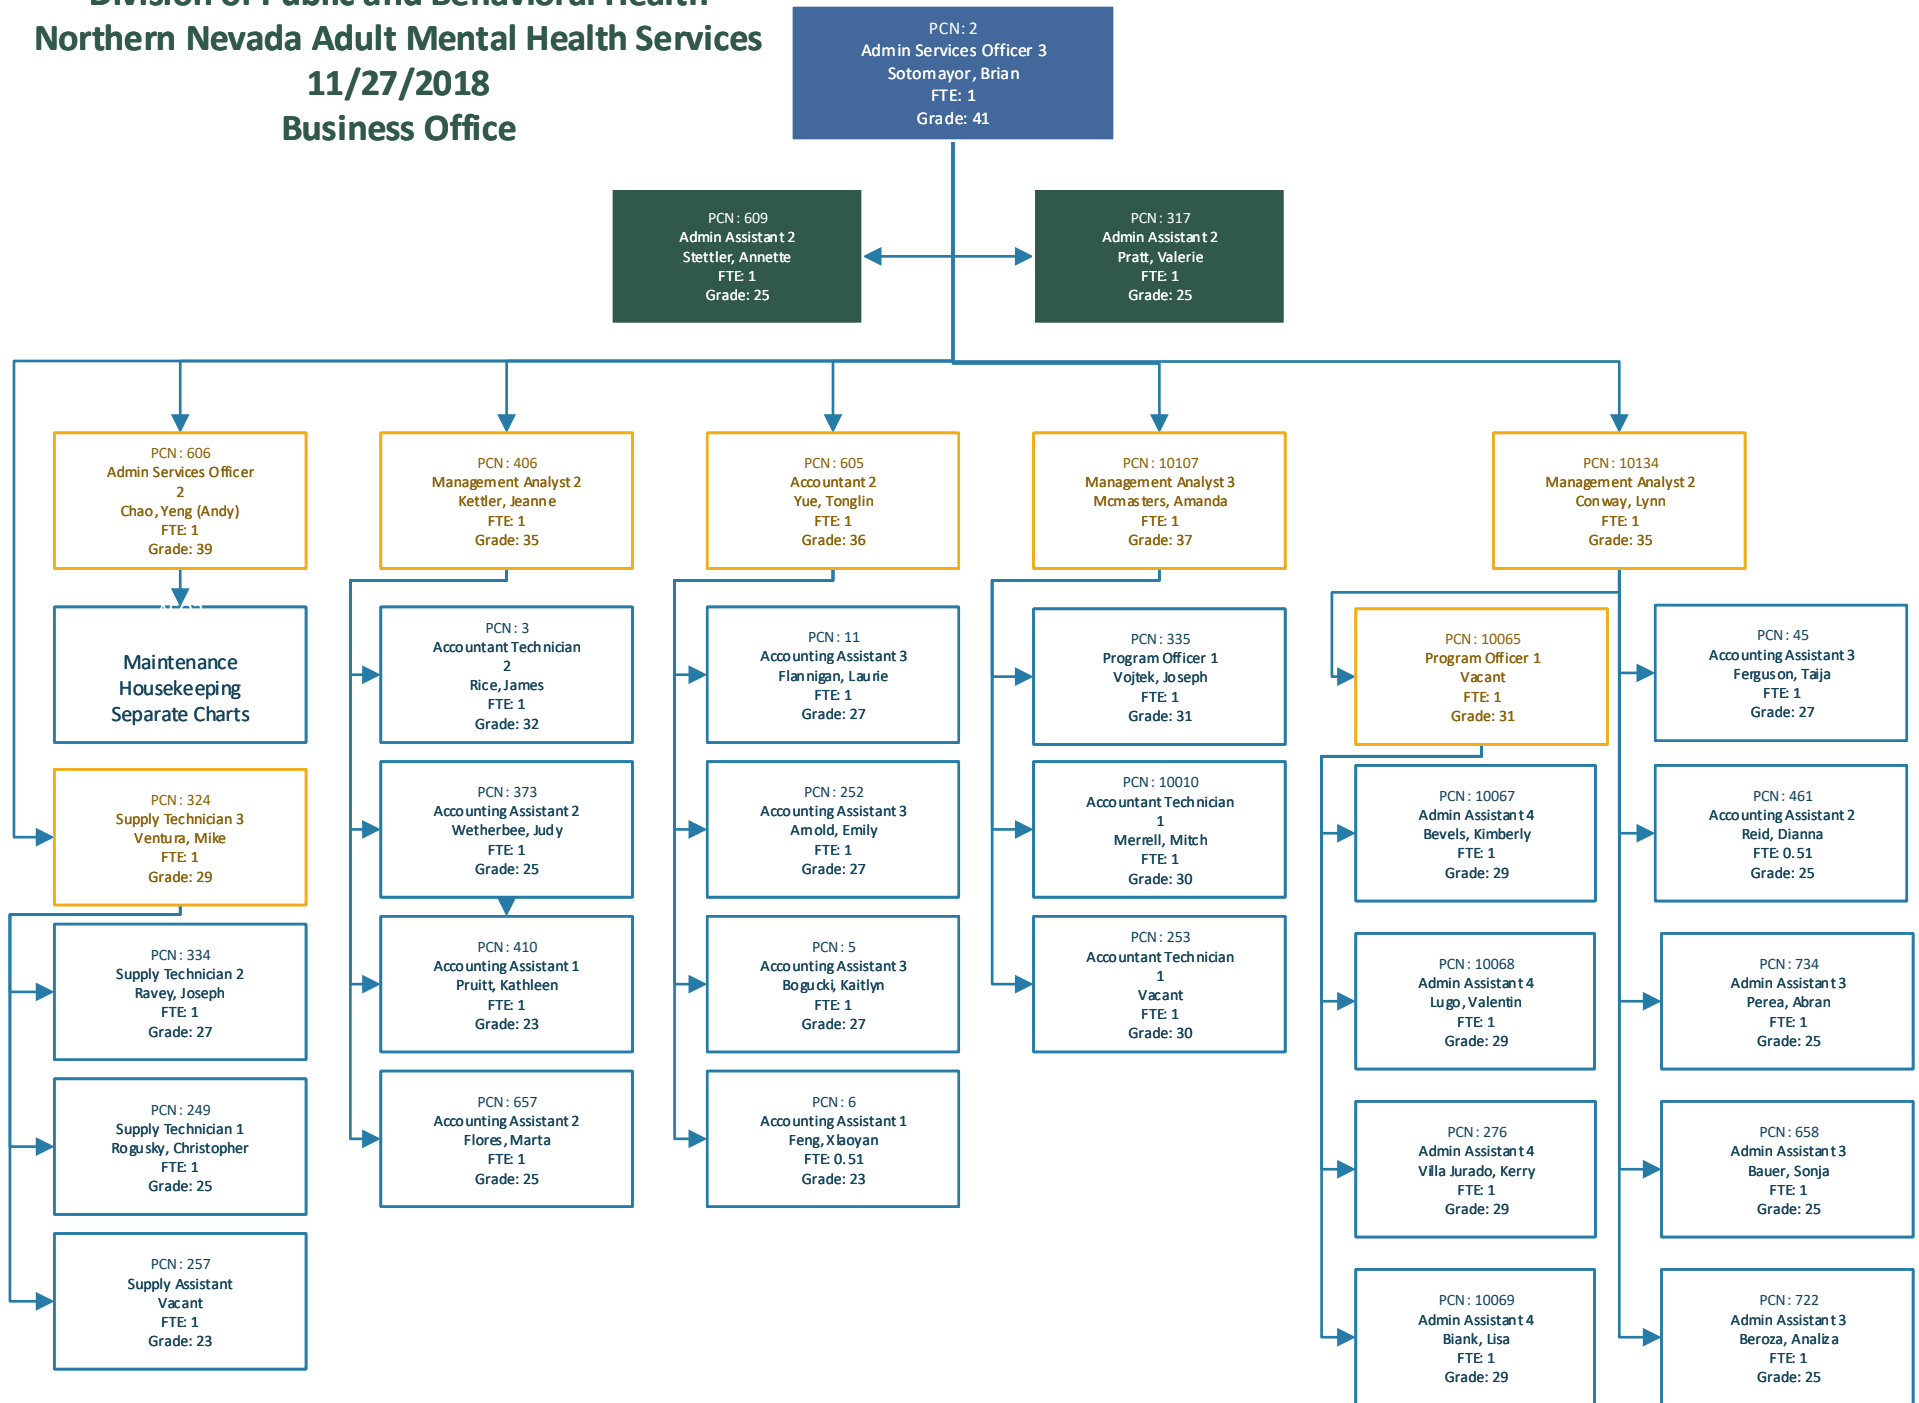 Division of Public and Behavioral Health
Northern Nevada Adult Mental Health Services
11/27/2018
Business Office
PCN: 2
Admin Services Officer 3
Sotomayor, Brian
FTE: 1
Grade: 41
PCN: 609
Admin Assistant 2
Stettler, Annette
FTE: 1
Grade: 25
PCN: 317
Admin Assistant 2
Pratt, Valerie
FTE: 1
Grade: 25
PCN: 606
Admin Services Officer
2
Chao, Yeng (Andy)
FTE: 1
Grade: 39
PCN: 406
Management Analyst 2
Kettler, Jeanne
FTE: 1
Grade: 35
PCN: 605
Accountant 2
Yue, Tonglin
FTE: 1
Grade: 36
PCN: 10107
Management Analyst 3
Mcmasters, Amanda
FTE: 1
Grade: 37
PCN: 10134
Management Analyst 2
Conway, Lynn
FTE: 1
Grade: 35
Maintenance
Housekeeping
Separate Charts
PCN: 3
Accountant Technician
2
Rice, James
FTE: 1
Grade: 32
PCN: 11
Accounting Assistant 3
Flannigan, Laurie
FTE: 1
Grade: 27
PCN: 335
Program Officer 1
Vojtek, Joseph
FTE: 1
Grade: 31
PCN: 10065
Program Officer 1
Vacant
FTE: 1
Grade: 31
PCN: 45
Accounting Assistant 3
Ferguson, Taija
FTE: 1
Grade: 27
PCN: 324
Supply Technician 3
Ventura, Mike
FTE: 1
Grade: 29
PCN: 373
Accounting Assistant 2
Wetherbee, Judy
FTE: 1
Grade: 25
PCN: 252
Accounting Assistant 3
Arnold, Emily
FTE: 1
Grade: 27
PCN: 10010
Accountant Technician
1
Merrell, Mitch
FTE: 1
Grade: 30
PCN: 10067
Admin Assistant 4
Bevels, Kimberly
FTE: 1
Grade: 29
PCN: 461
Accounting Assistant 2
Reid, Dianna
FTE: 0.51
Grade: 25
PCN: 334
Supply Technician 2
Ravey, Joseph
FTE: 1
Grade: 27
PCN: 410
Accounting Assistant 1
Pruitt, Kathleen
FTE: 1
Grade: 23
PCN: 5
Accounting Assistant 3
Bogucki, Kaitlyn
FTE: 1
Grade: 27
PCN: 253
Accountant Technician
1
Vacant
FTE: 1
Grade: 30
PCN: 10068
Admin Assistant 4
Lugo, Valentin
FTE: 1
Grade: 29
PCN: 734
Admin Assistant 3
Perea, Abran
FTE: 1
Grade: 25
PCN: 249
Supply Technician 1
Rogusky, Christopher
FTE: 1
Grade: 25
PCN: 657
Accounting Assistant 2
Flores, Marta
FTE: 1
Grade: 25
PCN: 6
Accounting Assistant 1
Feng, XIaoyan
FTE: 0.51
Grade: 23
PCN: 276
Admin Assistant 4
Villa Jurado, Kerry
FTE: 1
Grade: 29
PCN: 658
Admin Assistant 3
Bauer, Sonja
FTE: 1
Grade: 25
PCN: 257
Supply Assistant
Vacant
FTE: 1
Grade: 23
PCN: 10069
Admin Assistant 4
Biank, Lisa
FTE: 1
Grade: 29
PCN: 722
Admin Assistant 3
Beroza, Analiza
FTE: 1
Grade: 25